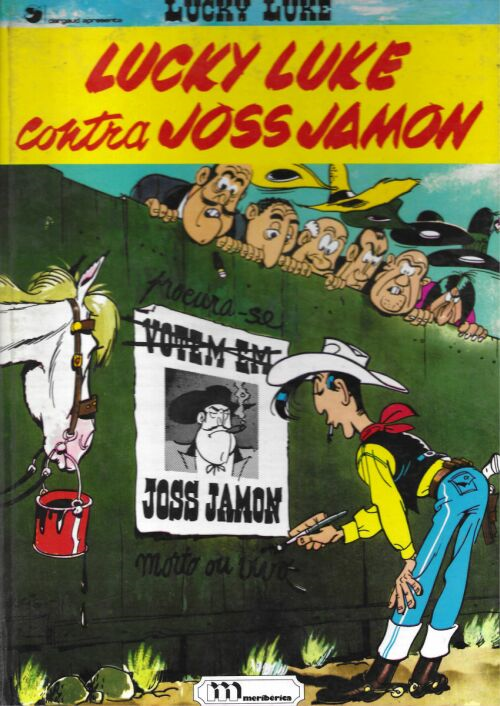 dargaud apresenta
LUCKY LUKE
LUCKY LUKE
contra JOSS JAMON
procura-se
VOTEM EM
JOSS JAMON
morto ou vivo
m meribérica